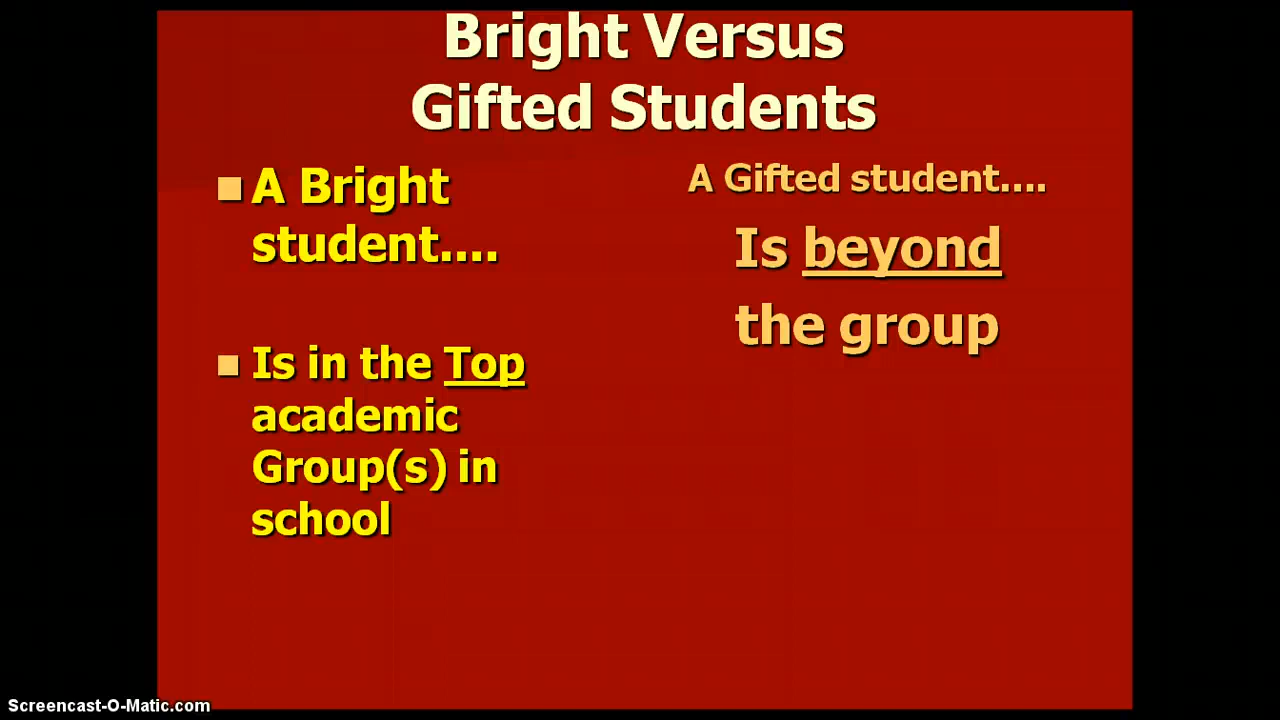 Bright Versus
Gifted Students
A Bright
student....
Is in the Top
academic
Group(s) in
school
A Gifted student....
Is beyond
the group
Screencast-O-Matic.com